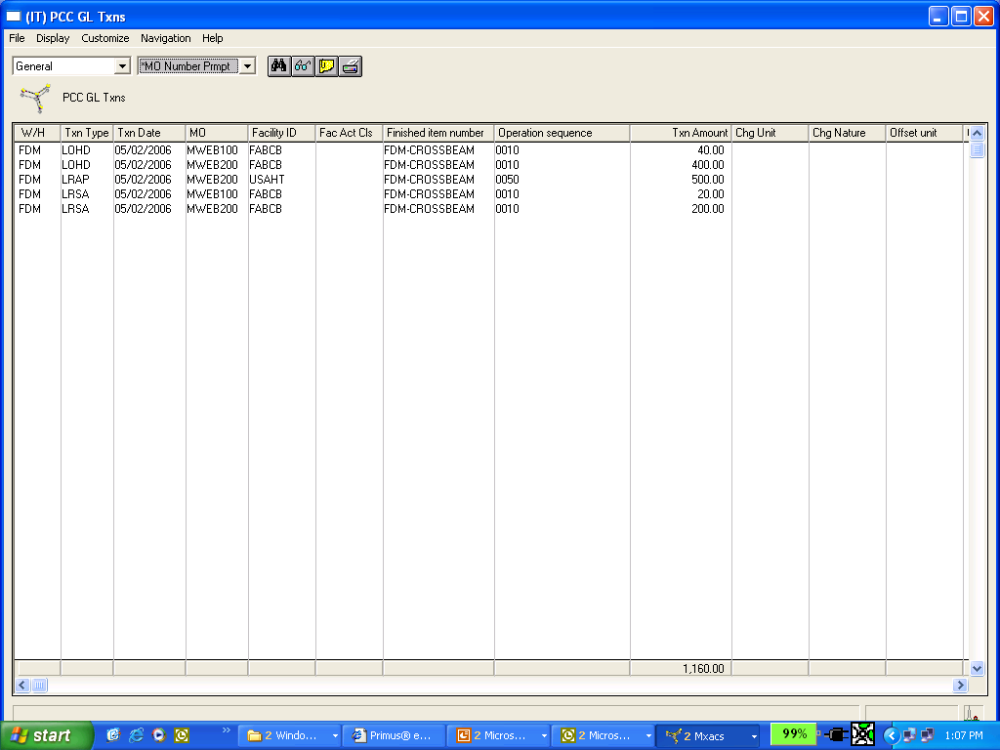 (IT) PCC GL Txns
File Display Customize Navigation Help
General *MO Number Prmpt
PCC GL Txns
W/H Txn Type Txn Date MO Facility ID Fac Act Cls Finished item number Operation sequence Txn Amount Chg Unit Chg Nature Offset unit
FDM LOHD 05/02/2006 MWEB100 FABCB FDM-CROSSBEAM 0010 40.00
FDM LOHD 05/02/2006 MWEB200 FABCB FDM-CROSSBEAM 0010 400.00
FDM LRAP 05/02/2006 MWEB200 USAHT FDM-CROSSBEAM 0050 500.00
FDM LRSA 05/02/2006 MWEB100 FABCB FDM-CROSSBEAM 0010 20.00
FDM LRSA 05/02/2006 MWEB200 FABCB FDM-CROSSBEAM 0010 200.00
1,160.00
start » 2 Windo... Primus® e... 2 Micros... 2 Micros... 2 Mxacs 99% 1:07 PM